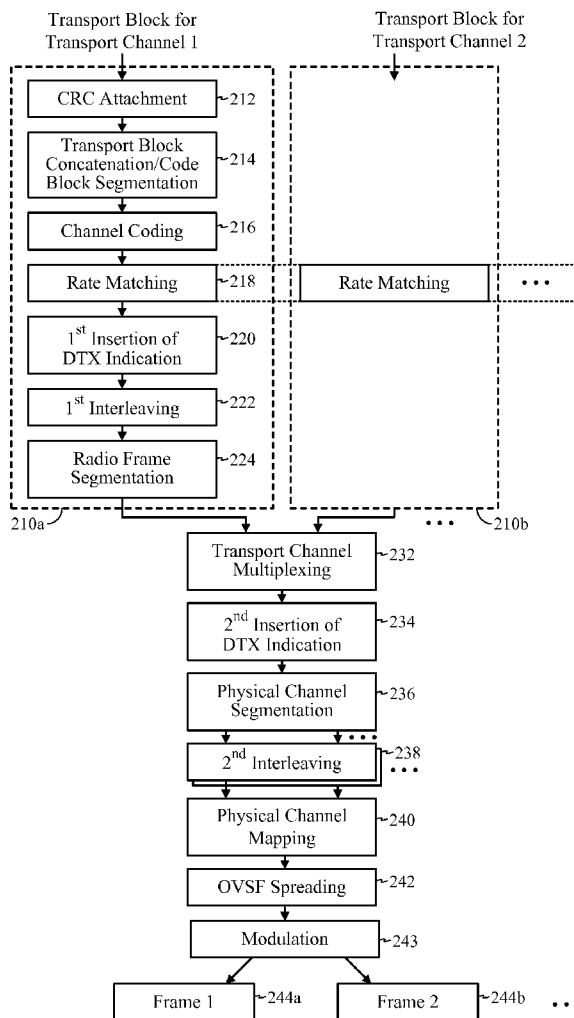 Transport Block for
Transport Channel 1
Transport Block for
Transport Channel 2
CRC Attachment
212
Transport Block
Concatenation/Code
Block Segmentation
214
Channel Coding
216
Rate Matching
218
Rate Matching
1st Insertion of
DTX Indication
220
1st Interleaving
222
Radio Frame
Segmentation
224
210a
210b
Transport Channel
Multiplexing
232
2nd Insertion of
DTX Indication
234
Physical Channel
Segmentation
236
2nd Interleaving
238
Physical Channel
Mapping
240
OVSF Spreading
242
Modulation
243
Frame 1
244a
Frame 2
244b